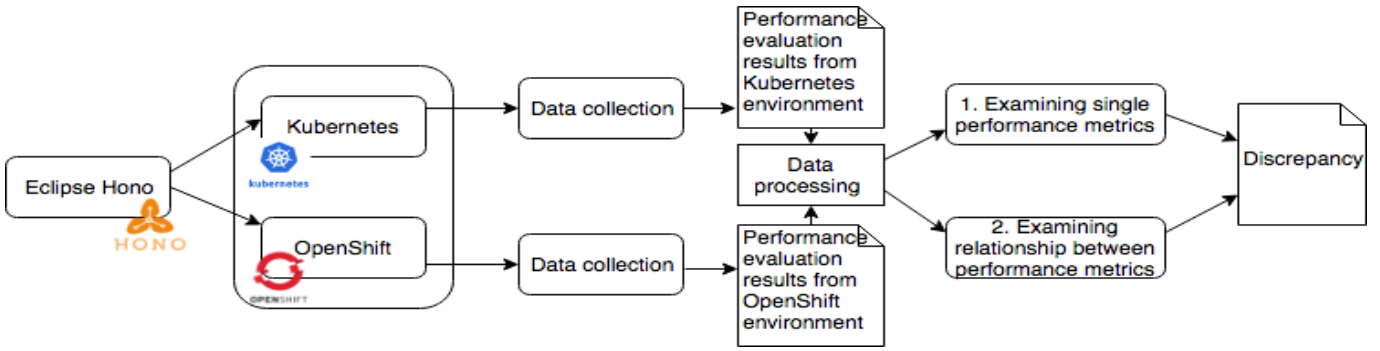 Eclipse Hono
HONO
Kubernetes
kubernetes
OpenShift
OPENSHIFT
Data collection
Data collection
Performance
evaluation
results from
Kubernetes
environment
Data
processing
Performance
evaluation
results from
OpenShift
environment
1. Examining single
performance metrics
2. Examining
relationship between
performance metrics
Discrepancy